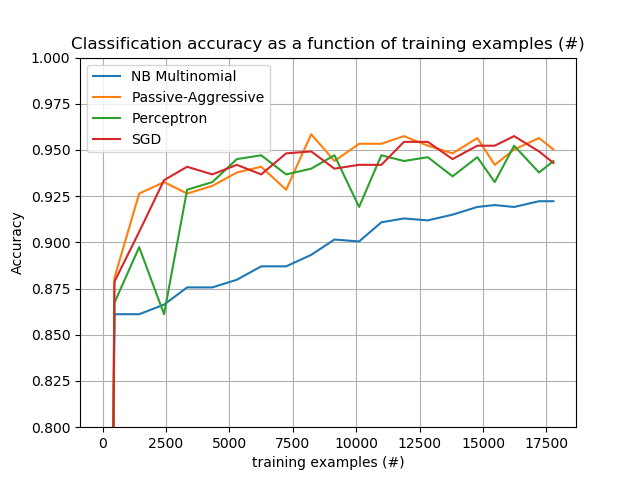 Classification accuracy as a function of training examples (#)
1.000
0.975
0.950
0.925
0.900
0.875
0.850
0.825
0.800
Accuracy
NB Multinomial
Passive-Aggressive
Perceptron
SGD
0 2500 5000 7500 10000 12500 15000 17500
training examples (#)